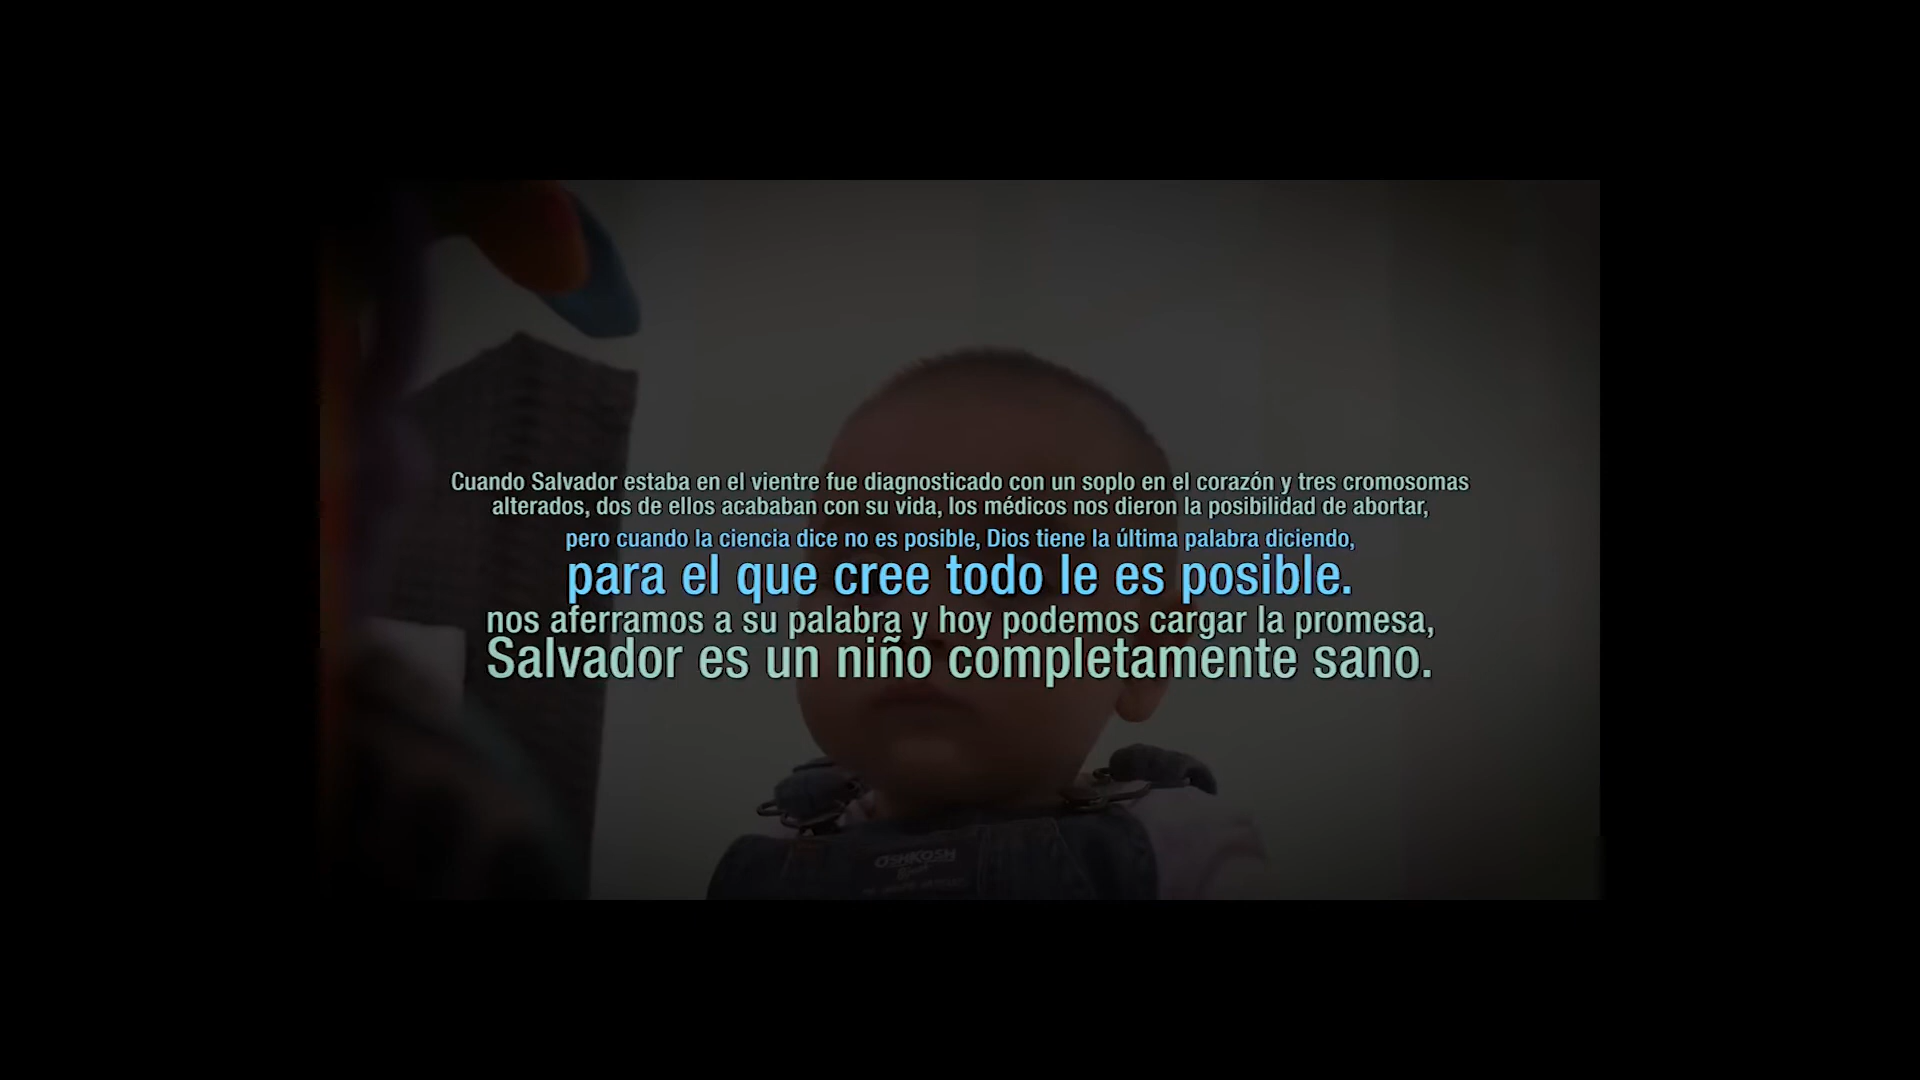 Cuando Salvador estaba en el vientre fue diagnosticado con un soplo en el corazón y tres cromosomas
alterados, dos de ellos acababan con su vida, los médicos nos dieron la posibilidad de abortar,
pero cuando la ciencia dice no es posible, Dios tiene la última palabra diciendo,
para el que cree todo le es posible.
nos aferramos a su palabra y hoy podemos cargar la promesa,
Salvador es un niño completamente sano.
OSHKOSH